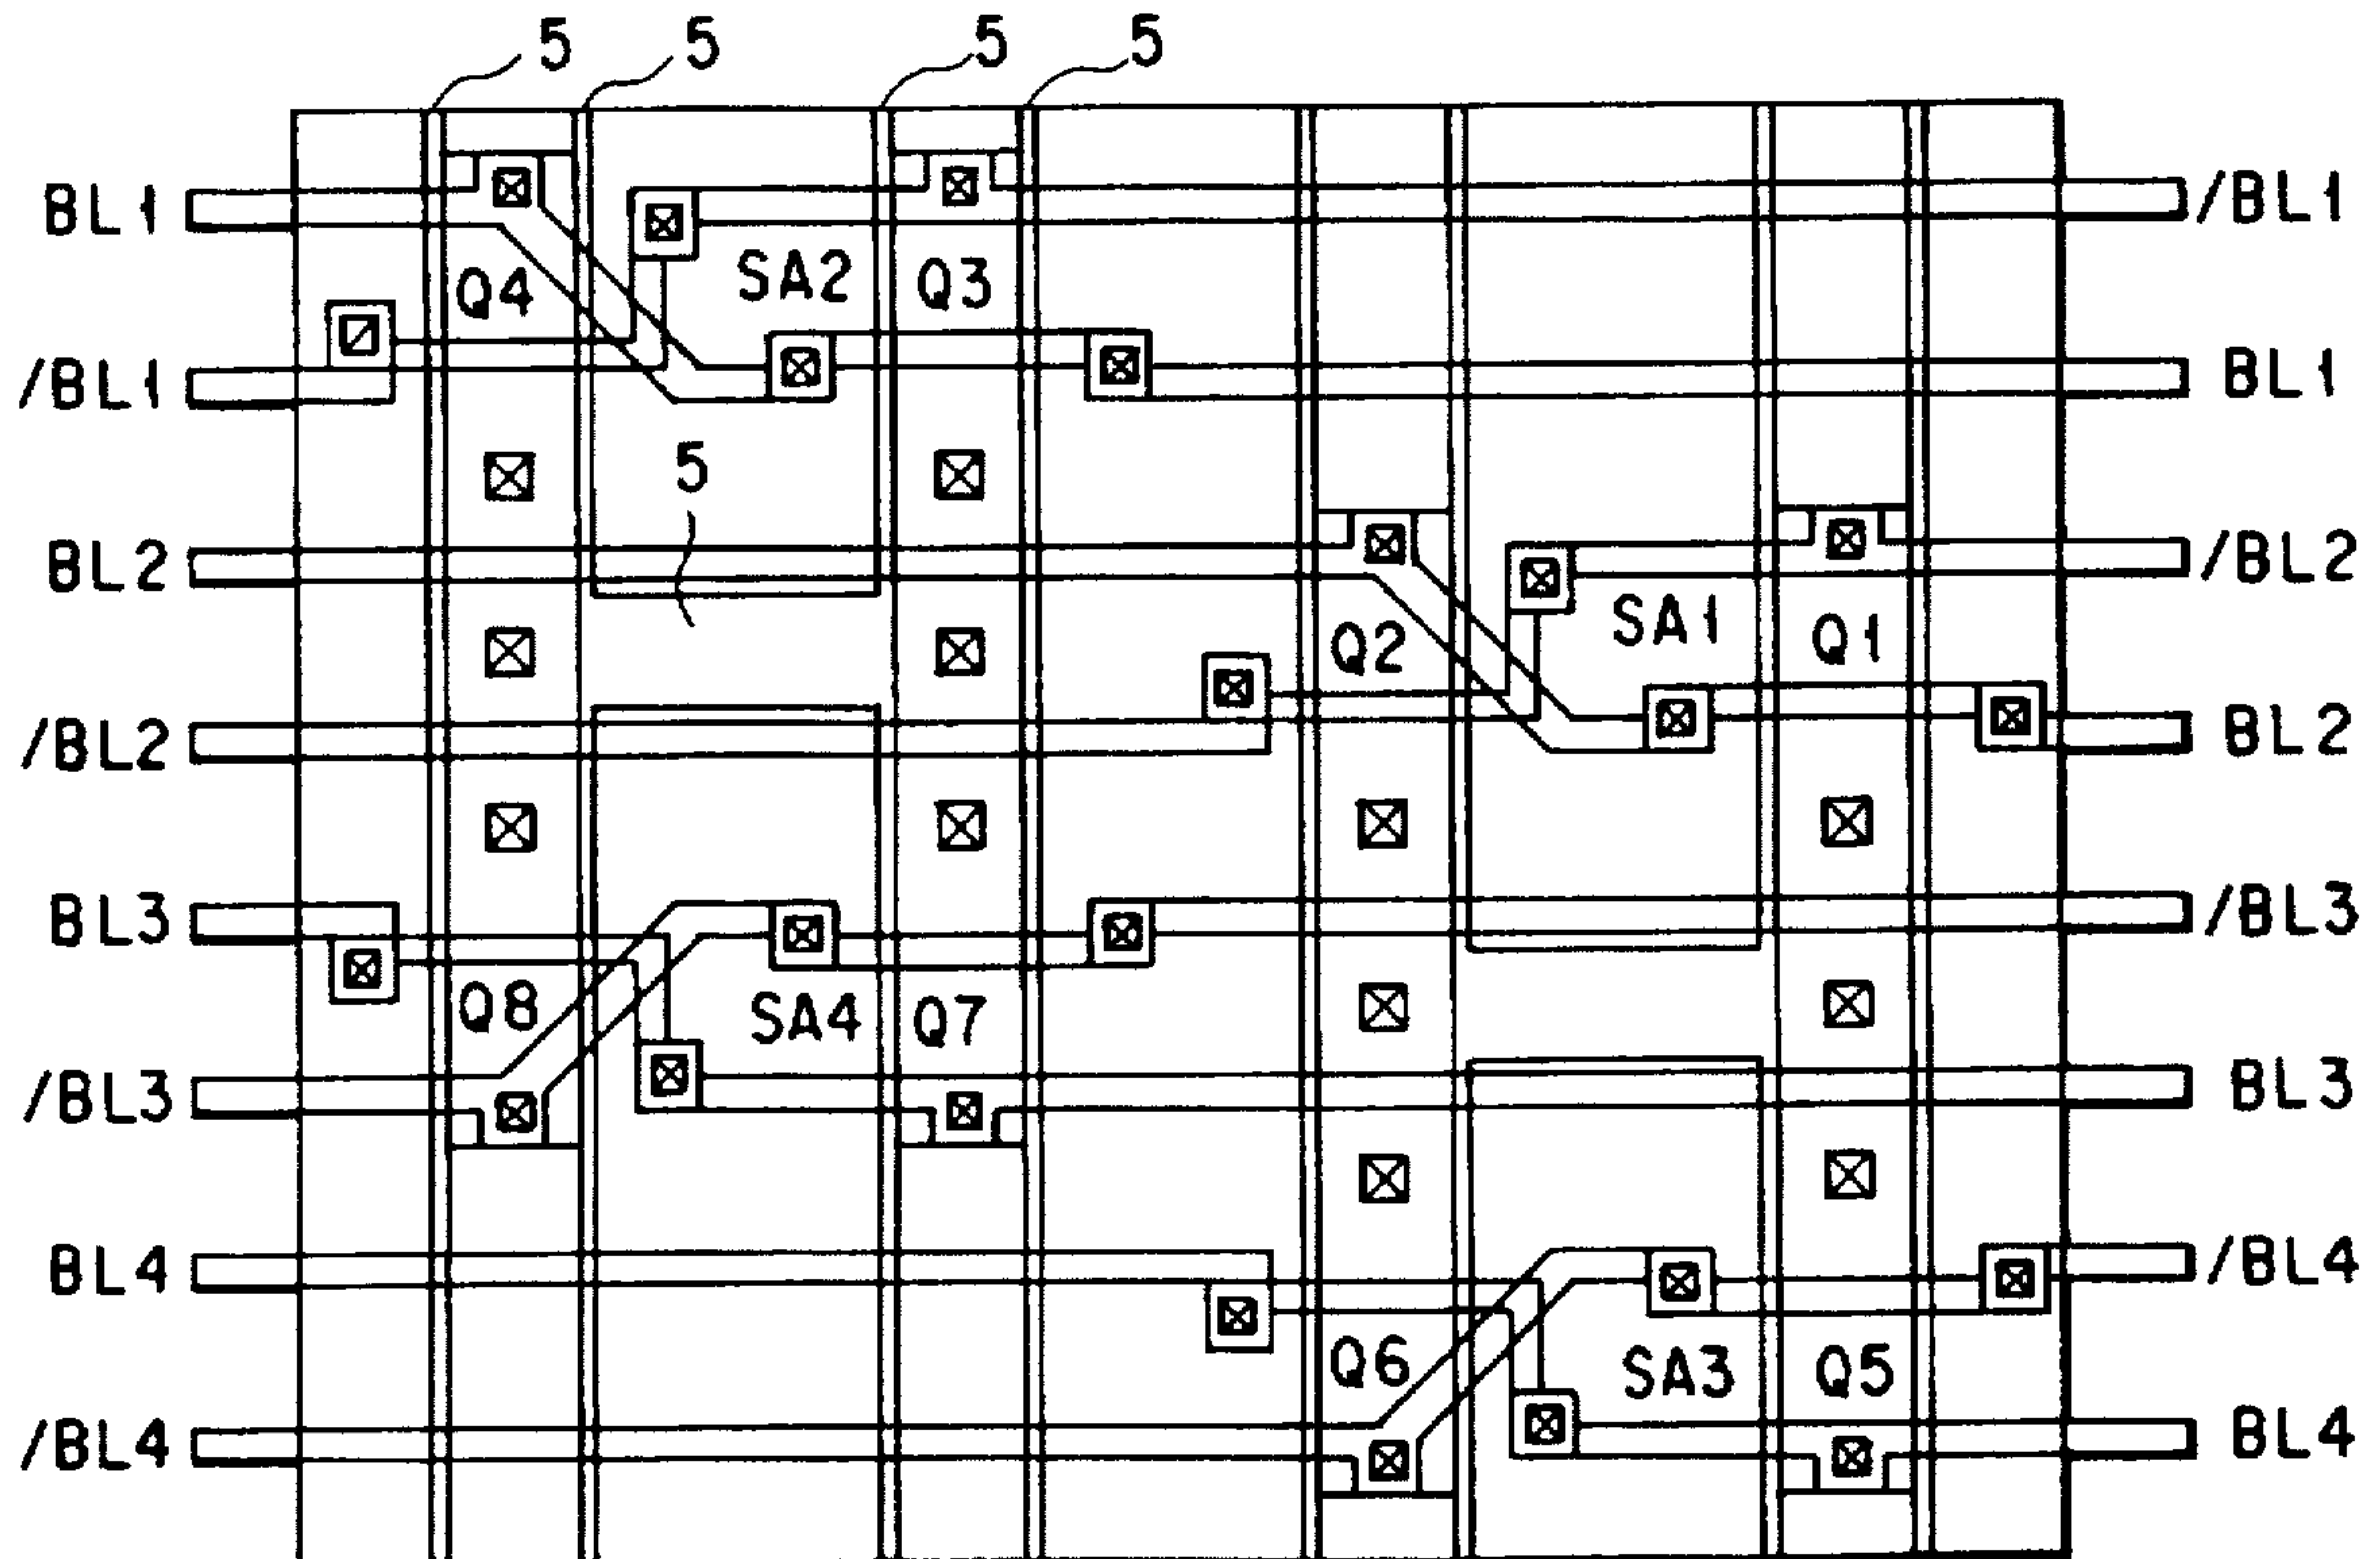 5 5 5 5
BL1 /BL1
Q4 SA2 Q3
/BL1 BL1
5
BL2 /BL2
Q2 SA1 Q1
/BL2 BL2
BL3 /BL3
Q8 SA4 Q7
/BL3 BL3
BL4 /BL4
Q6 SA3 Q5
/BL4 BL4